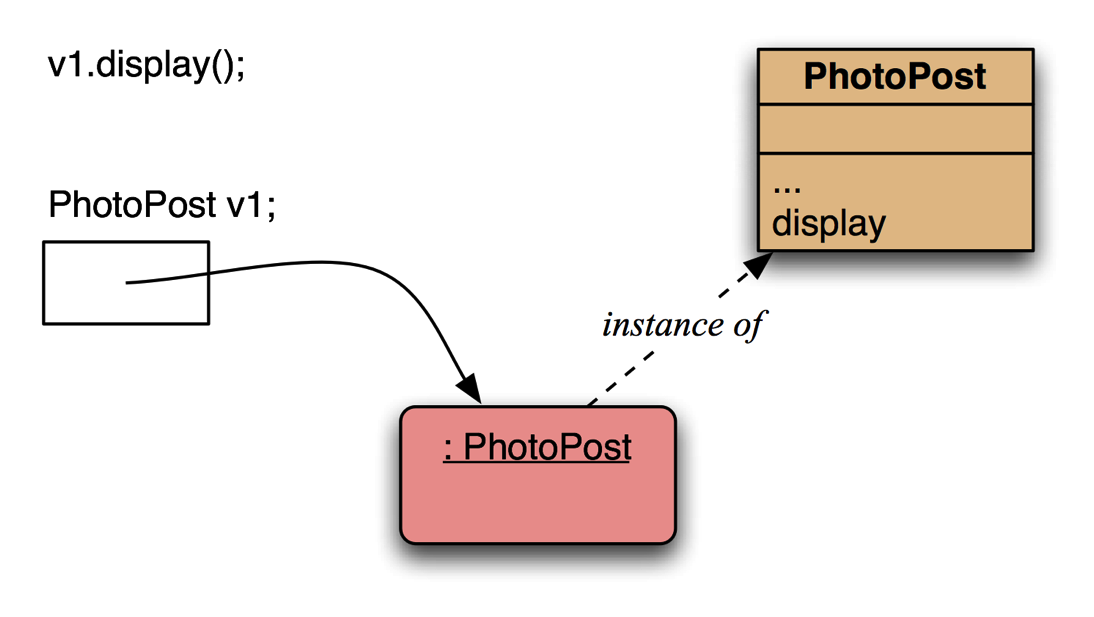 v1.display();
PhotoPost
PhotoPost v1;
...
display
instance of
: PhotoPost